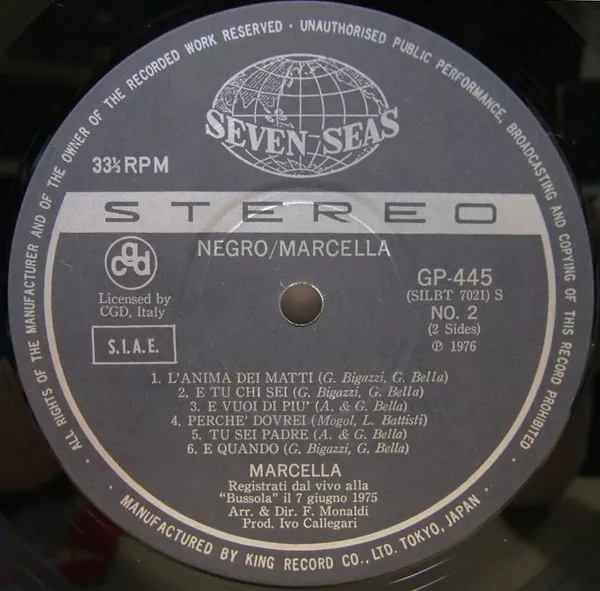 ALL RIGHTS OF THE MANUFACTURER AND OF THE OWNER OF THE RECORDED WORK RESERVED · UNAUTHORISED PUBLIC PERFORMANCE, BROADCASTING AND COPYING OF THIS RECORD PROHIBITED.
SEVEN-SEAS
33⅓ RPM
STEREO
NEGRO/MARCELLA
cgd
Licensed by
CGD, Italy
S.I.A.E.
GP-445
(SILBT 7021) S
NO. 2
(2 Sides)
℗ 1976
1. L'ANIMA DEI MATTI (G. Bigazzi, G. Bella)
2. E TU CHI SEI (G. Bigazzi, G. Bella)
3. E VUOI DI PIU' (A. & G. Bella)
4. PERCHE' DOVREI (Mogol, L. Battisti)
5. TU SEI PADRE (A. & G. Bella)
6. E QUANDO (G. Bigazzi, G. Bella)
MARCELLA
Registrati dal vivo alla
"Bussola" il 7 giugno 1975
Arr. & Dir. F. Monaldi
Prod. Ivo Callegari
MANUFACTURED BY KING RECORD CO., LTD. TOKYO, JAPAN